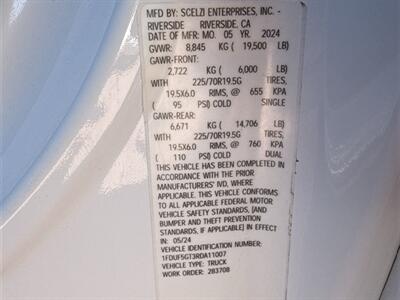 MFD BY: SCELZI ENTERPRISES, INC. -
RIVERSIDE RIVERSIDE, CA
DATE OF MFR: MO. 05 YR. 2024
GVWR: 8,845 KG ( 19,500 LB)
GAWR-FRONT:
2,722 KG ( 6,000 LB)
WITH 225/70R19.5G TIRES,
19.5X6.0 RIMS, @ 655 KPA
( 95 PSI) COLD SINGLE
GAWR-REAR:
6,671 KG ( 14,706 LB)
WITH 225/70R19.5G TIRES,
19.5X6.0 RIMS, @ 760 KPA
( 110 PSI) COLD DUAL
THIS VEHICLE HAS BEEN COMPLETED IN
ACCORDANCE WITH THE PRIOR
MANUFACTURERS' IVD, WHERE
APPLICABLE. THIS VEHICLE CONFORMS
TO ALL APPLICABLE FEDERAL MOTOR
VEHICLE SAFETY STANDARDS, [AND
BUMPER AND THEFT PREVENTION
STANDARDS, IF APPLICABLE] IN EFFECT
IN: 05/24
VEHICLE IDENTIFICATION NUMBER:
1FDUF5GT3RDA11007
VEHICLE TYPE: TRUCK
WORK ORDER NUMBER:
283708